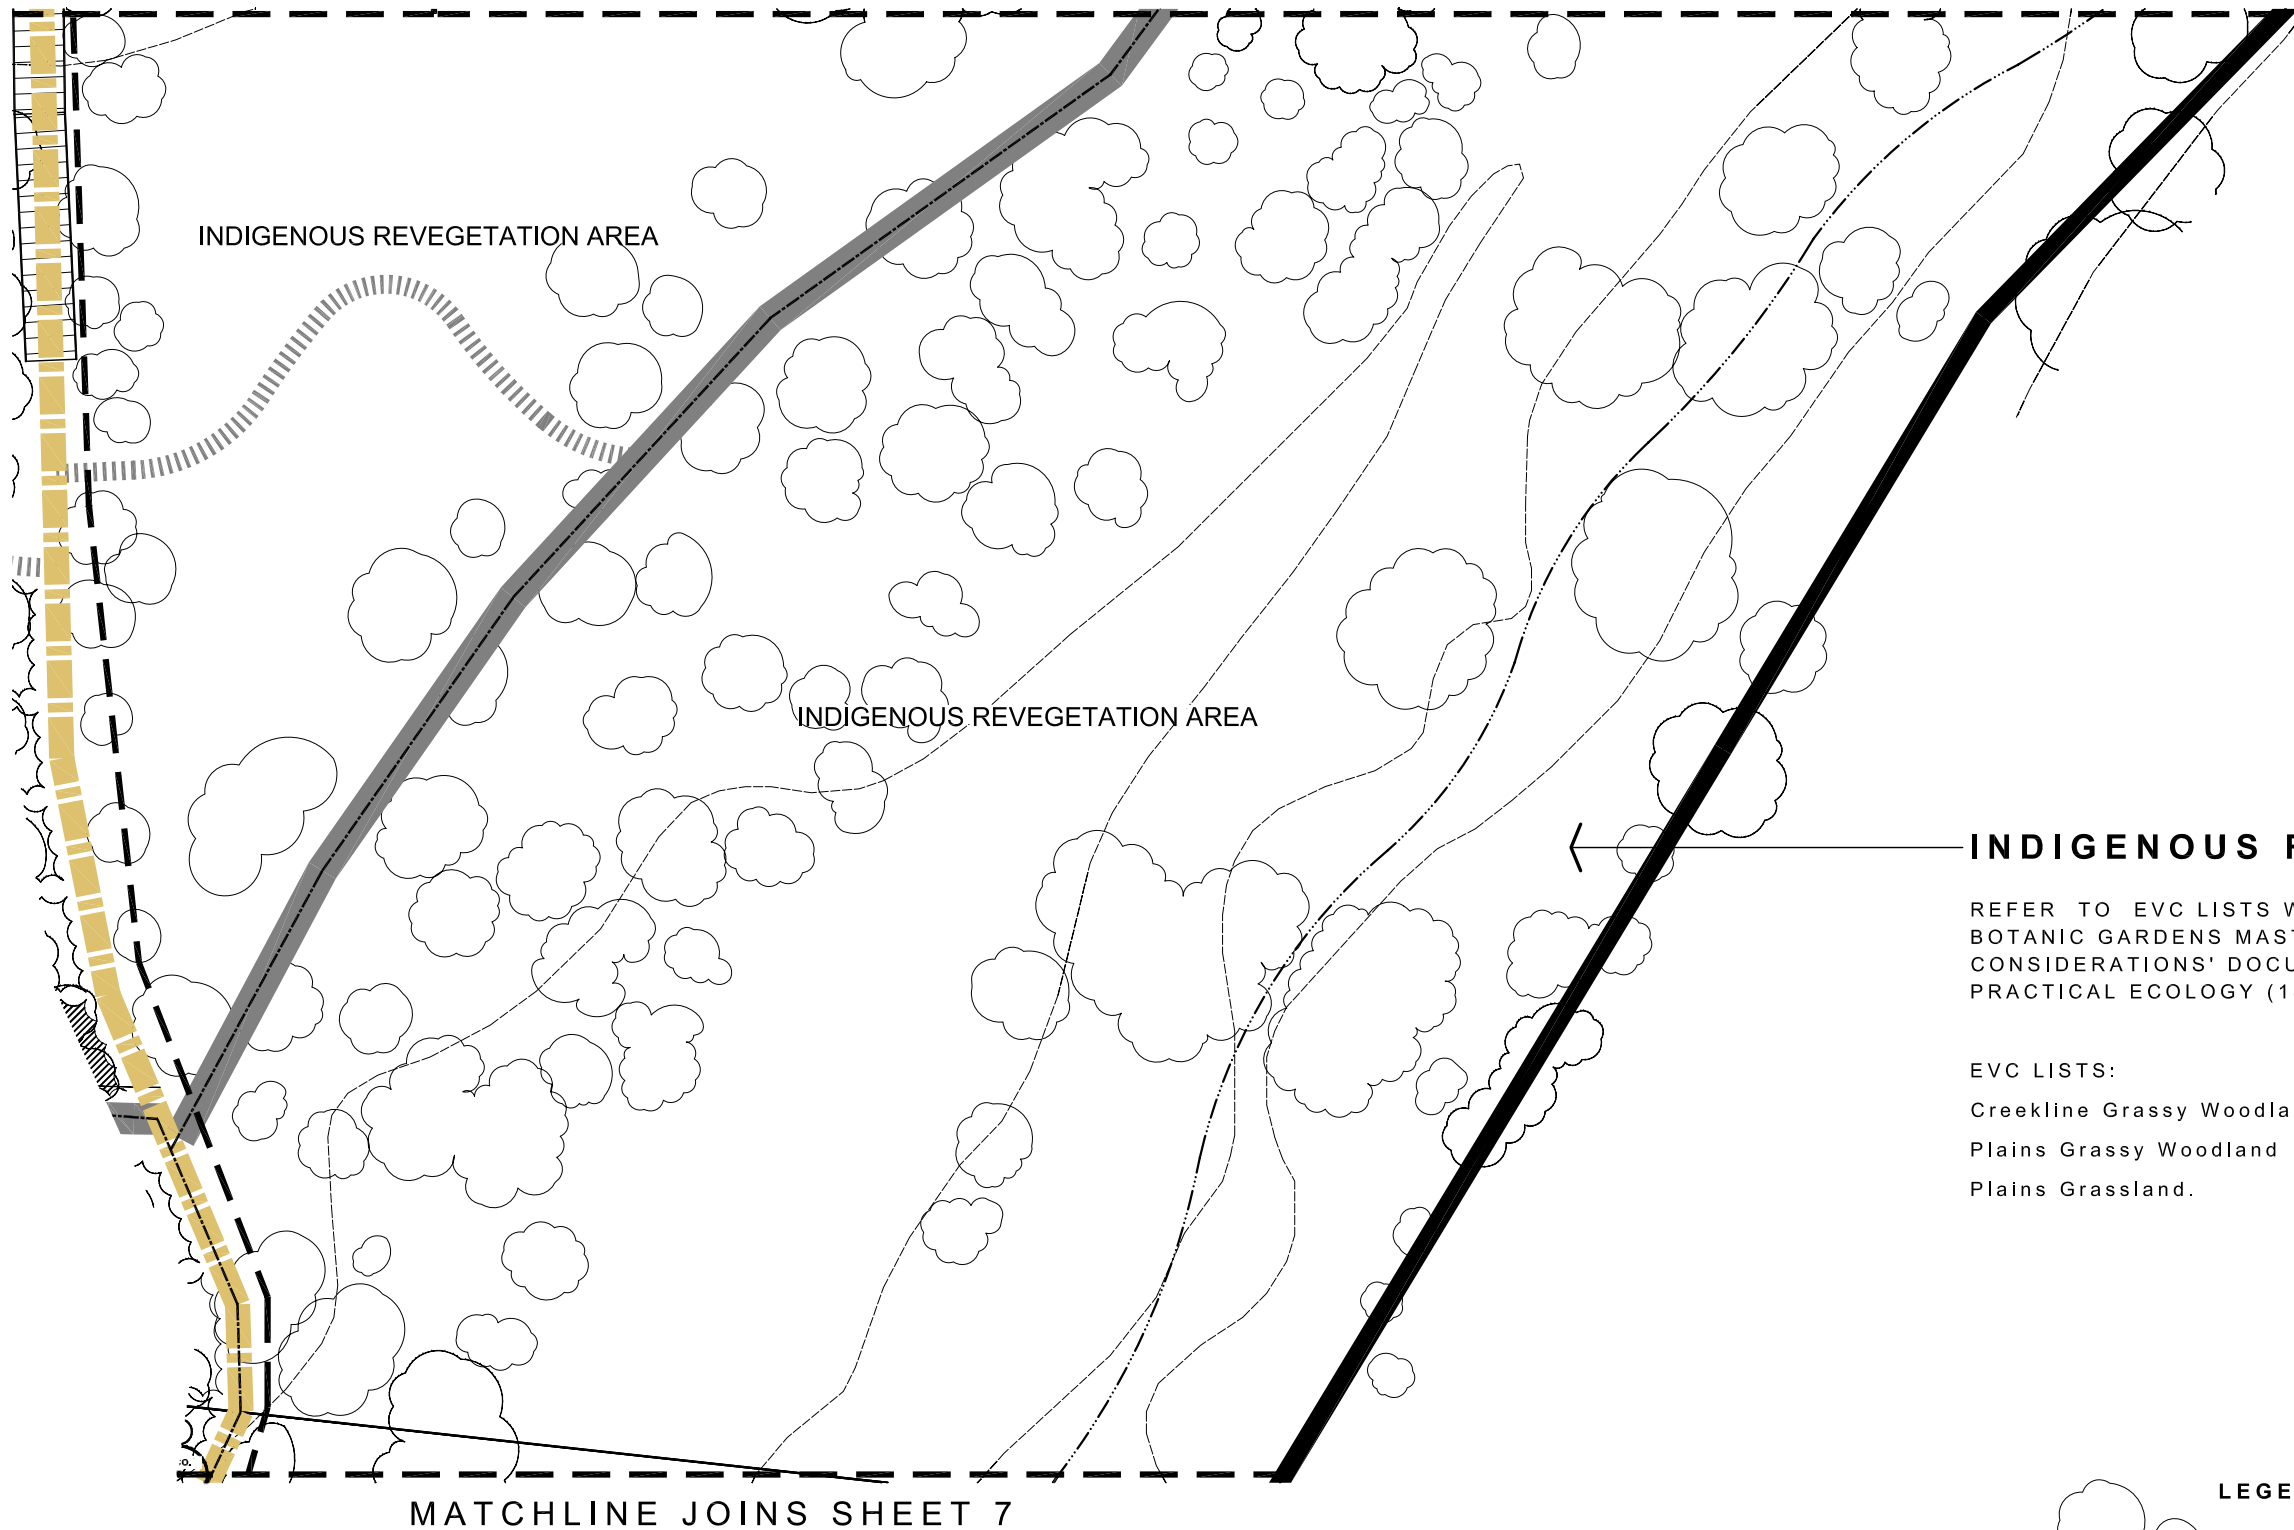 INDIGENOUS REVEGETATION AREA
INDIGENOUS REVEGETATION AREA
INDIGENOUS
REFER TO EVC LISTS
BOTANIC GARDENS
CONSIDERATIONS'
PRACTICAL ECOLOGY
EVC LISTS:
Creekline Grassy
Plains Grassy Woodland
Plains Grassland.
MATCHLINE JOINS SHEET 7